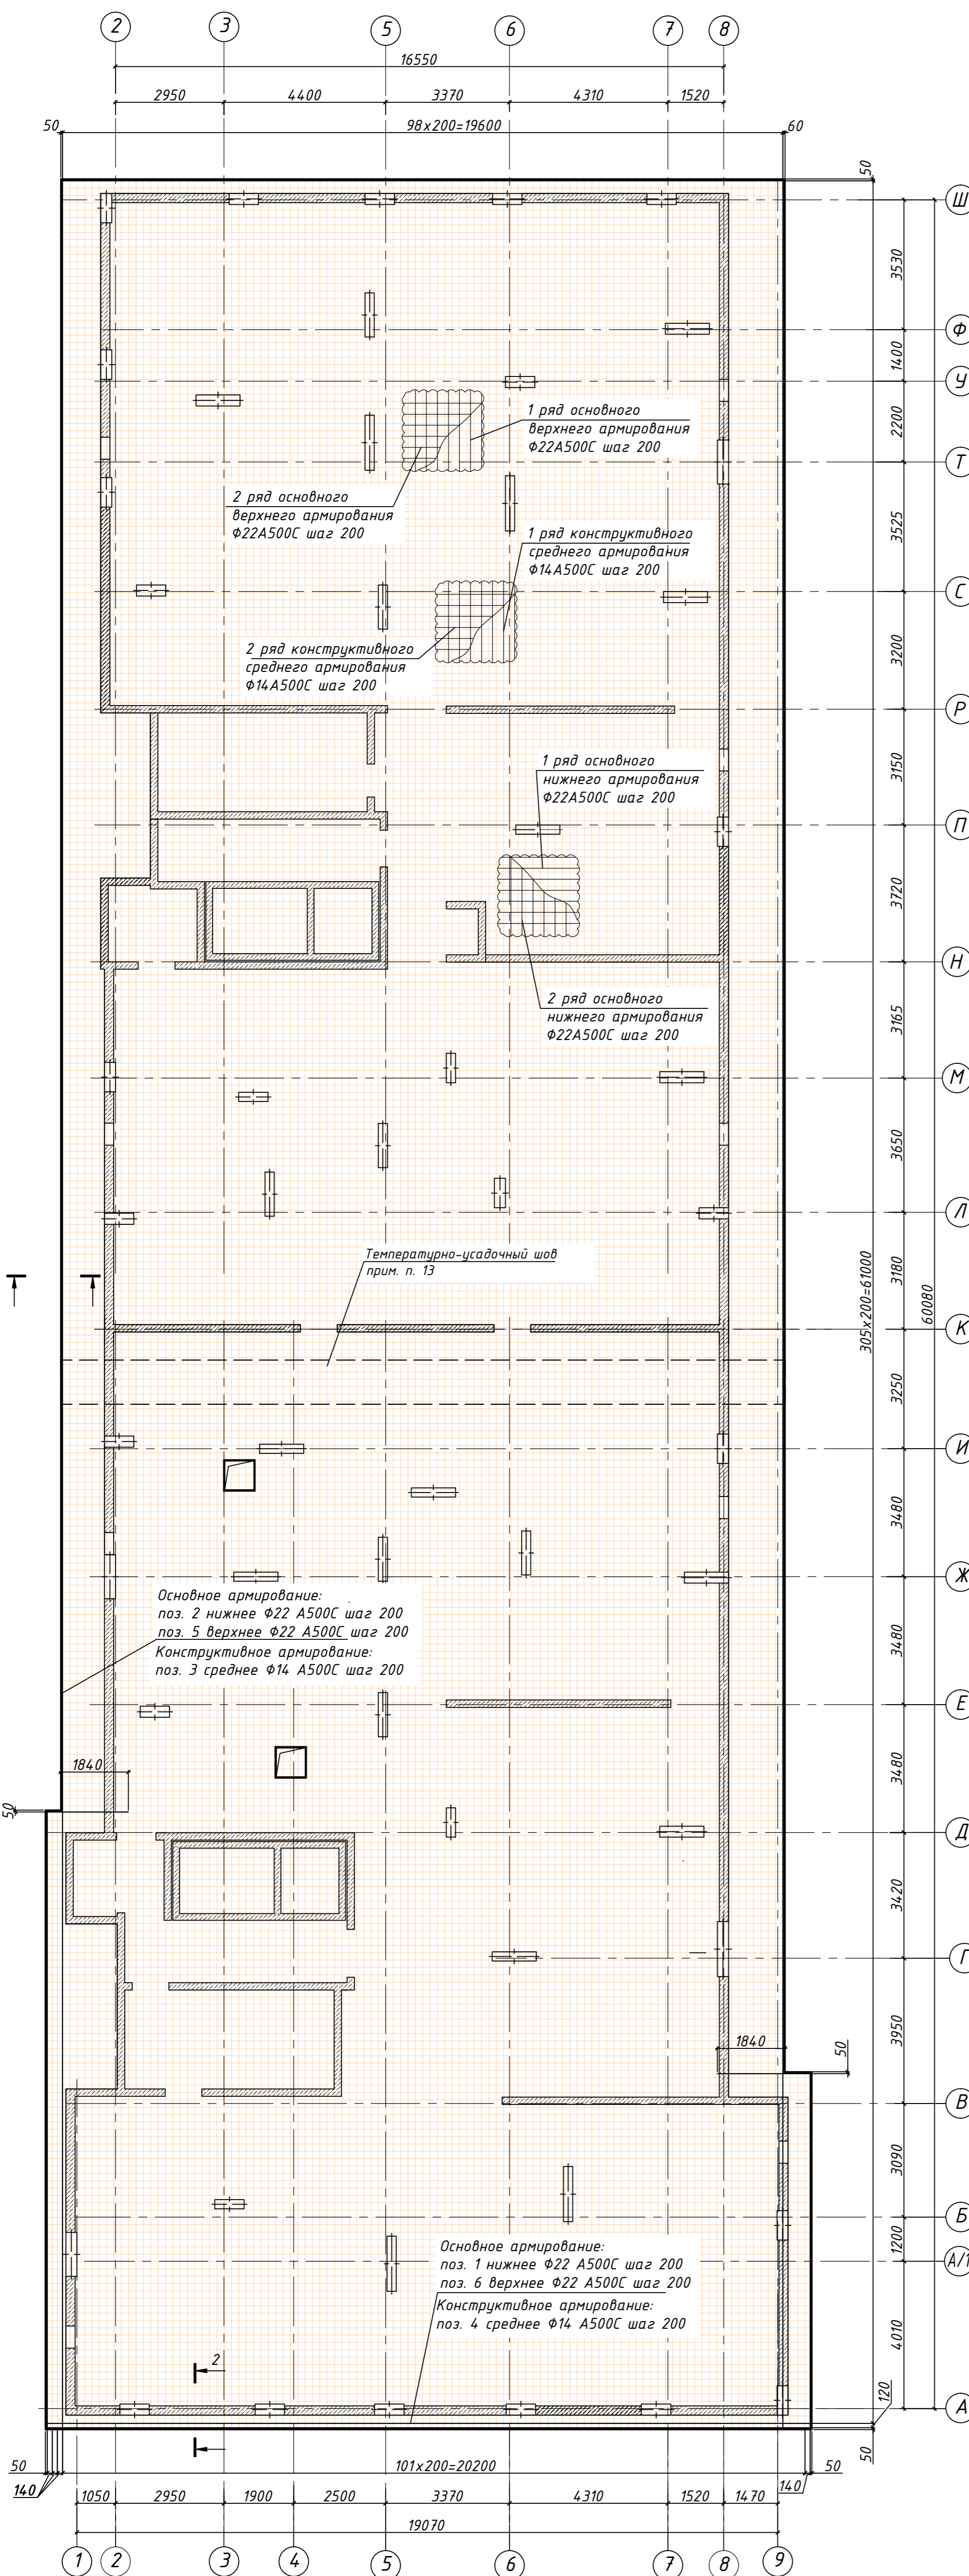 2
3
5
6
7
8
16550
2950
4400
3370
4310
1520
50
98x200=19600
60
50
Ш
3530
Ф
1400
У
2200
Т
1 ряд основного
верхнего армирования
Ф22А500С шаг 200
2 ряд основного
верхнего армирования
Ф22А500С шаг 200
3525
1 ряд конструктивного
среднего армирования
Ф14А500С шаг 200
С
2 ряд конструктивного
среднего армирования
Ф14А500С шаг 200
3200
Р
3150
1 ряд основного
нижнего армирования
Ф22А500С шаг 200
П
3720
Н
2 ряд основного
нижнего армирования
Ф22А500С шаг 200
3165
М
3650
Л
Температурно-усадочный шов
прим. п. 13
3180
305x200=61000
60080
К
3250
И
3480
Ж
Основное армирование:
поз. 2 нижнее Ф22 А500С шаг 200
поз. 5 верхнее Ф22 А500С шаг 200
Конструктивное армирование:
поз. 3 среднее Ф14 А500С шаг 200
3480
Е
3480
1840
50
Д
3420
Г
3950
1840
50
В
3090
Б
1200
А/1
Основное армирование:
поз. 1 нижнее Ф22 А500С шаг 200
поз. 6 верхнее Ф22 А500С шаг 200
Конструктивное армирование:
поз. 4 среднее Ф14 А500С шаг 200
4010
2
120
А
50
50
101x200=20200
50
140
140
1050
2950
1900
2500
3370
4310
1520
1470
19070
1
2
3
4
5
6
7
8
9